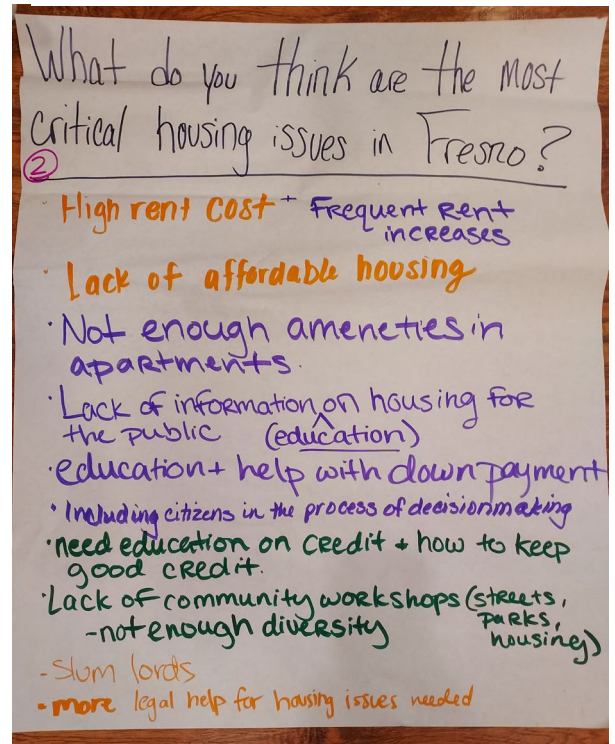 What do you think are the most
critical housing issues in Fresno?
2
· High rent cost + Frequent Rent
increases
· Lack of affordable housing
· Not enough ameneties in
apartments.
· Lack of information ^ on housing for
the public (education)
· education + help with down payment
· Including citizens in the process of decisionmaking
· need education on credit + how to keep
good credit.
· Lack of community workshops (streets,
parks,
- not enough diversity
housing)
- Slum lords
- more legal help for housing issues needed